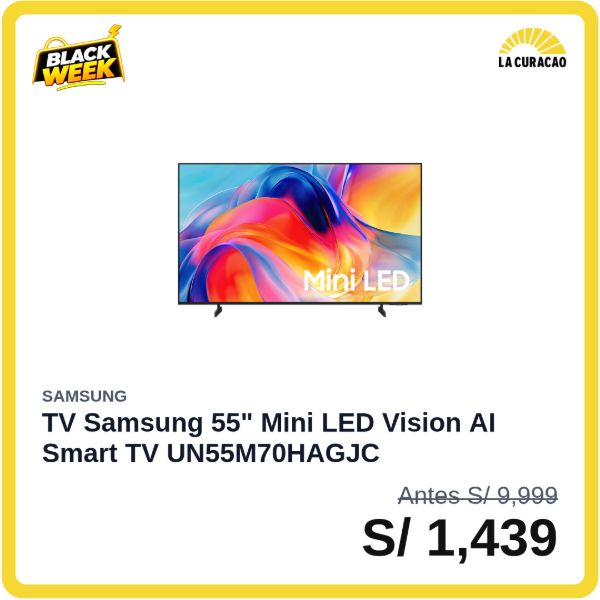 BLACK
WEEK
LA CURACAO
Mini LED
SAMSUNG
TV Samsung 55" Mini LED Vision AI
Smart TV UN55M70HAGJC
Antes S/ 9,999
S/ 1,439